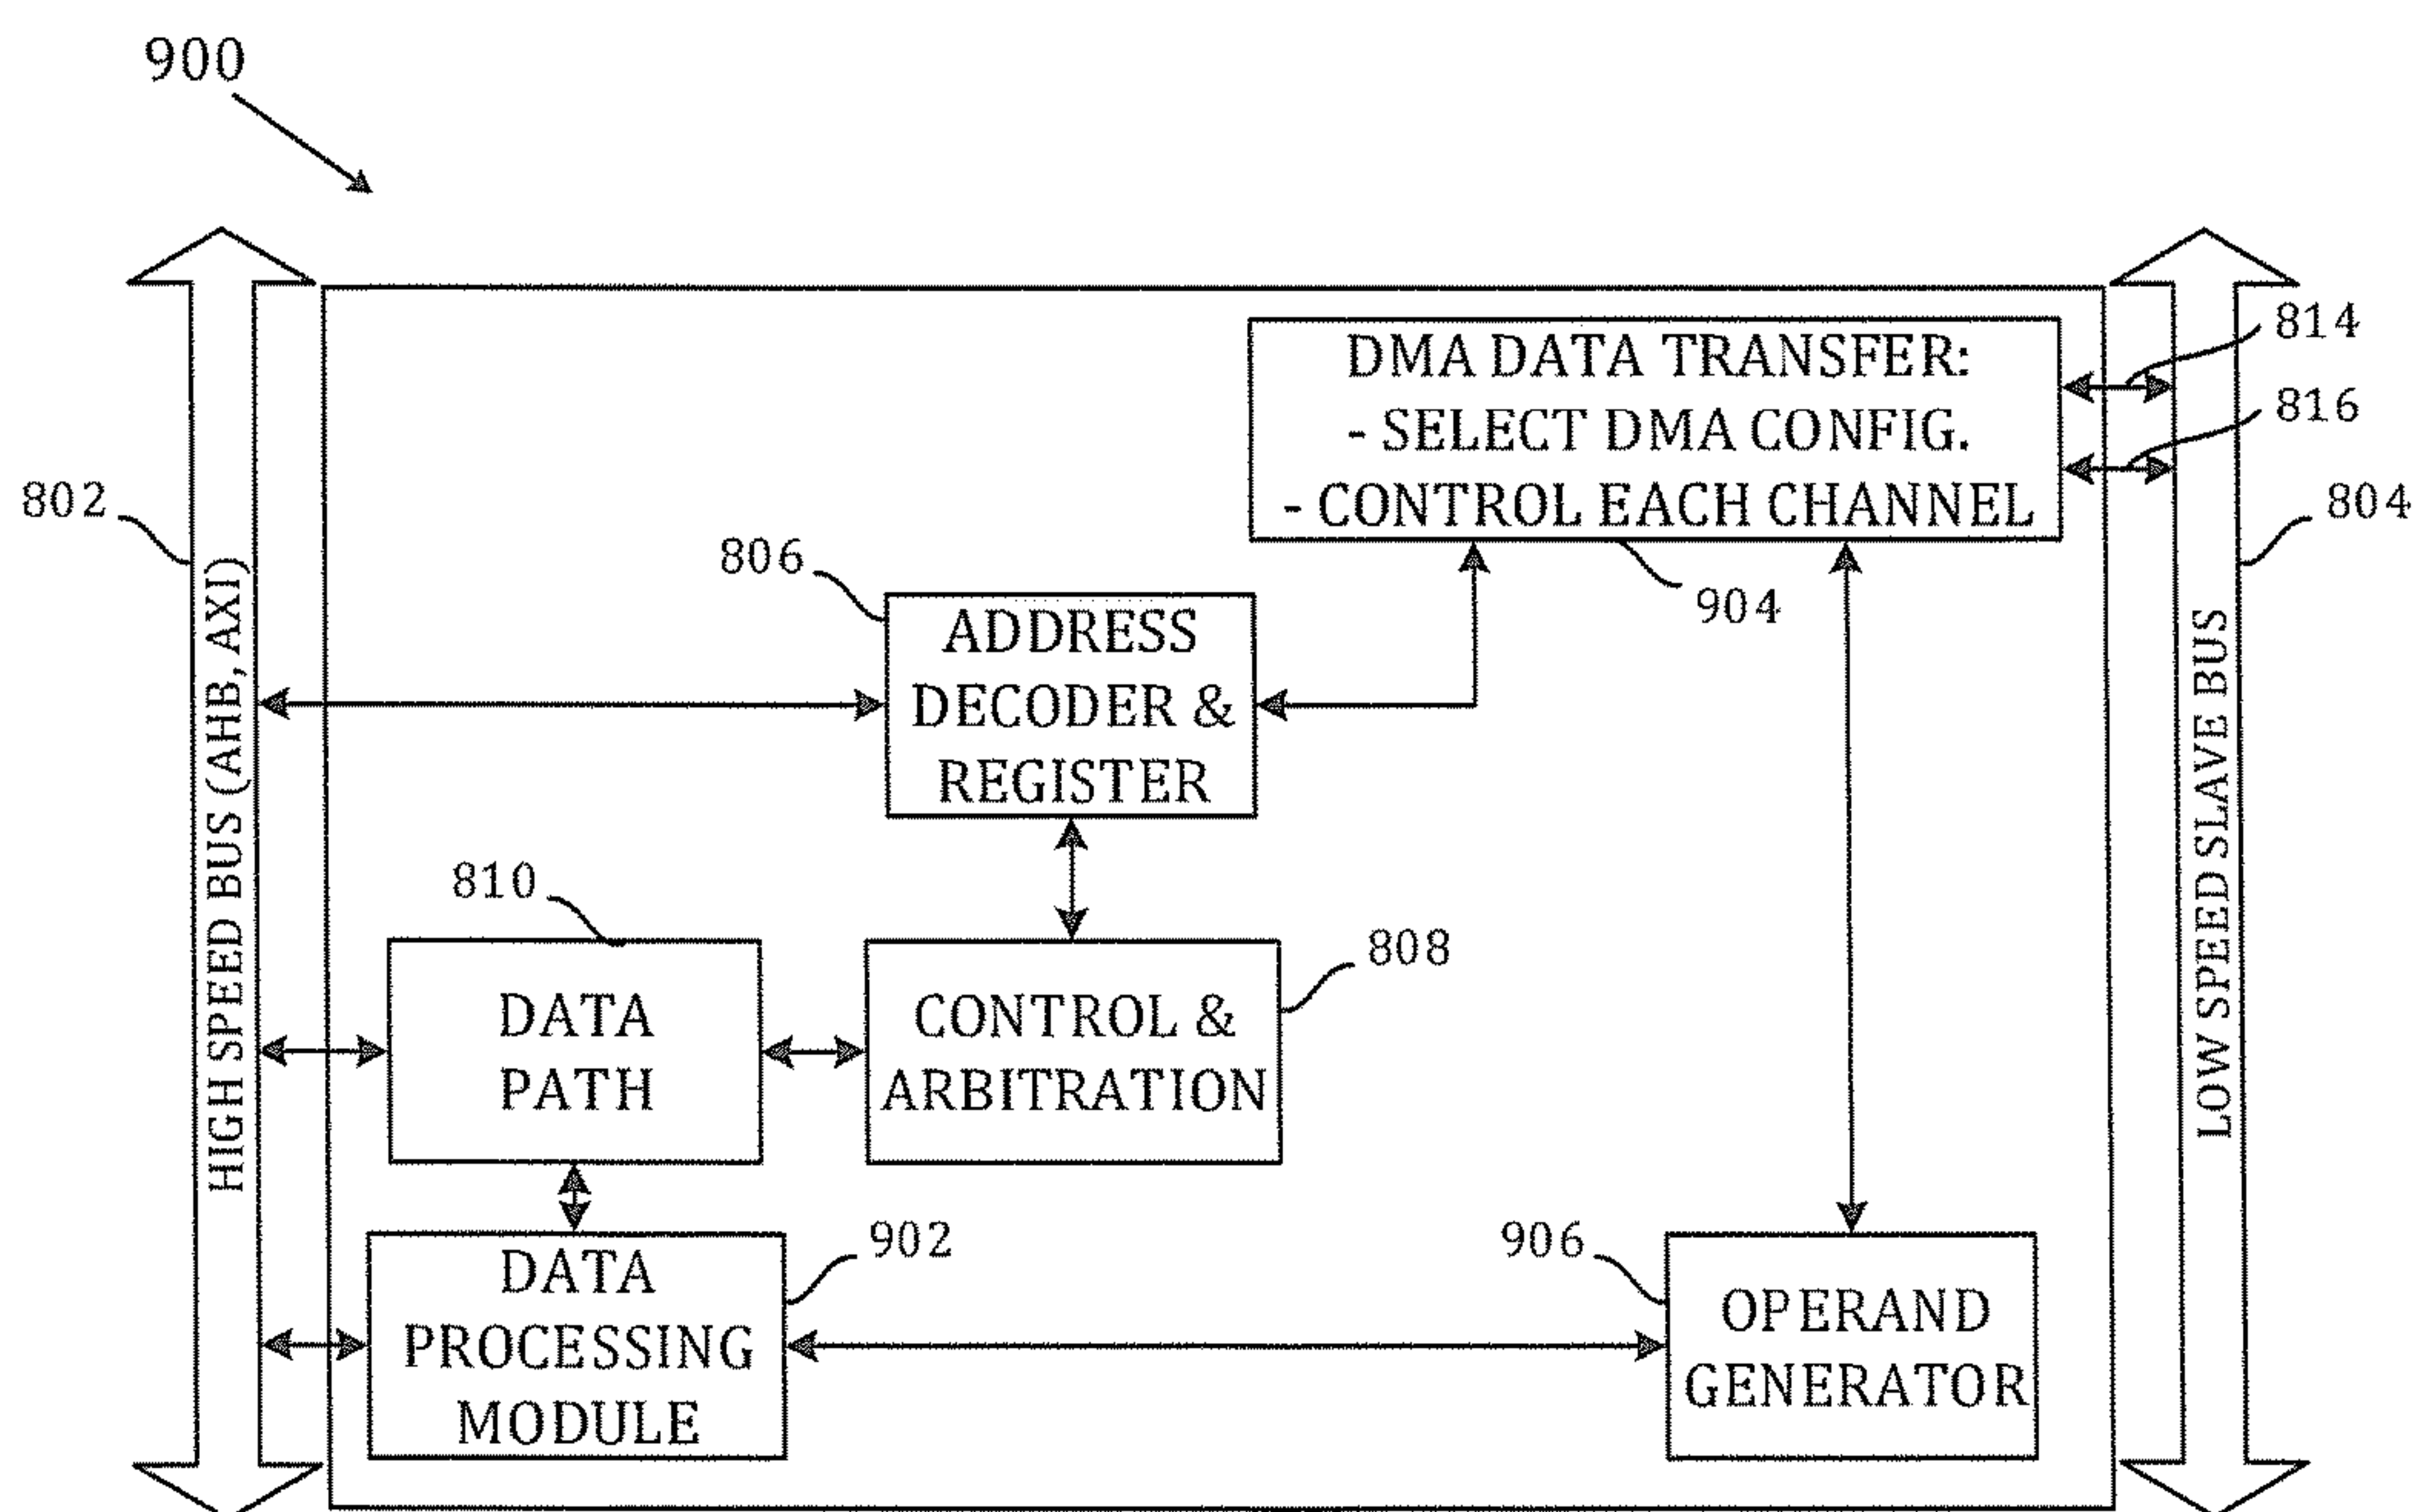 900
814
DMA DATA TRANSFER:
- SELECT DMA CONFIG.
- CONTROL EACH CHANNEL
816
802
804
806
904
ADDRESS
DECODER &
REGISTER
HIGH SPEED BUS (AHB, AXI)
LOW SPEED SLAVE BUS
810
808
DATA
PATH
CONTROL &
ARBITRATION
902
906
DATA
PROCESSING
MODULE
OPERAND
GENERATOR